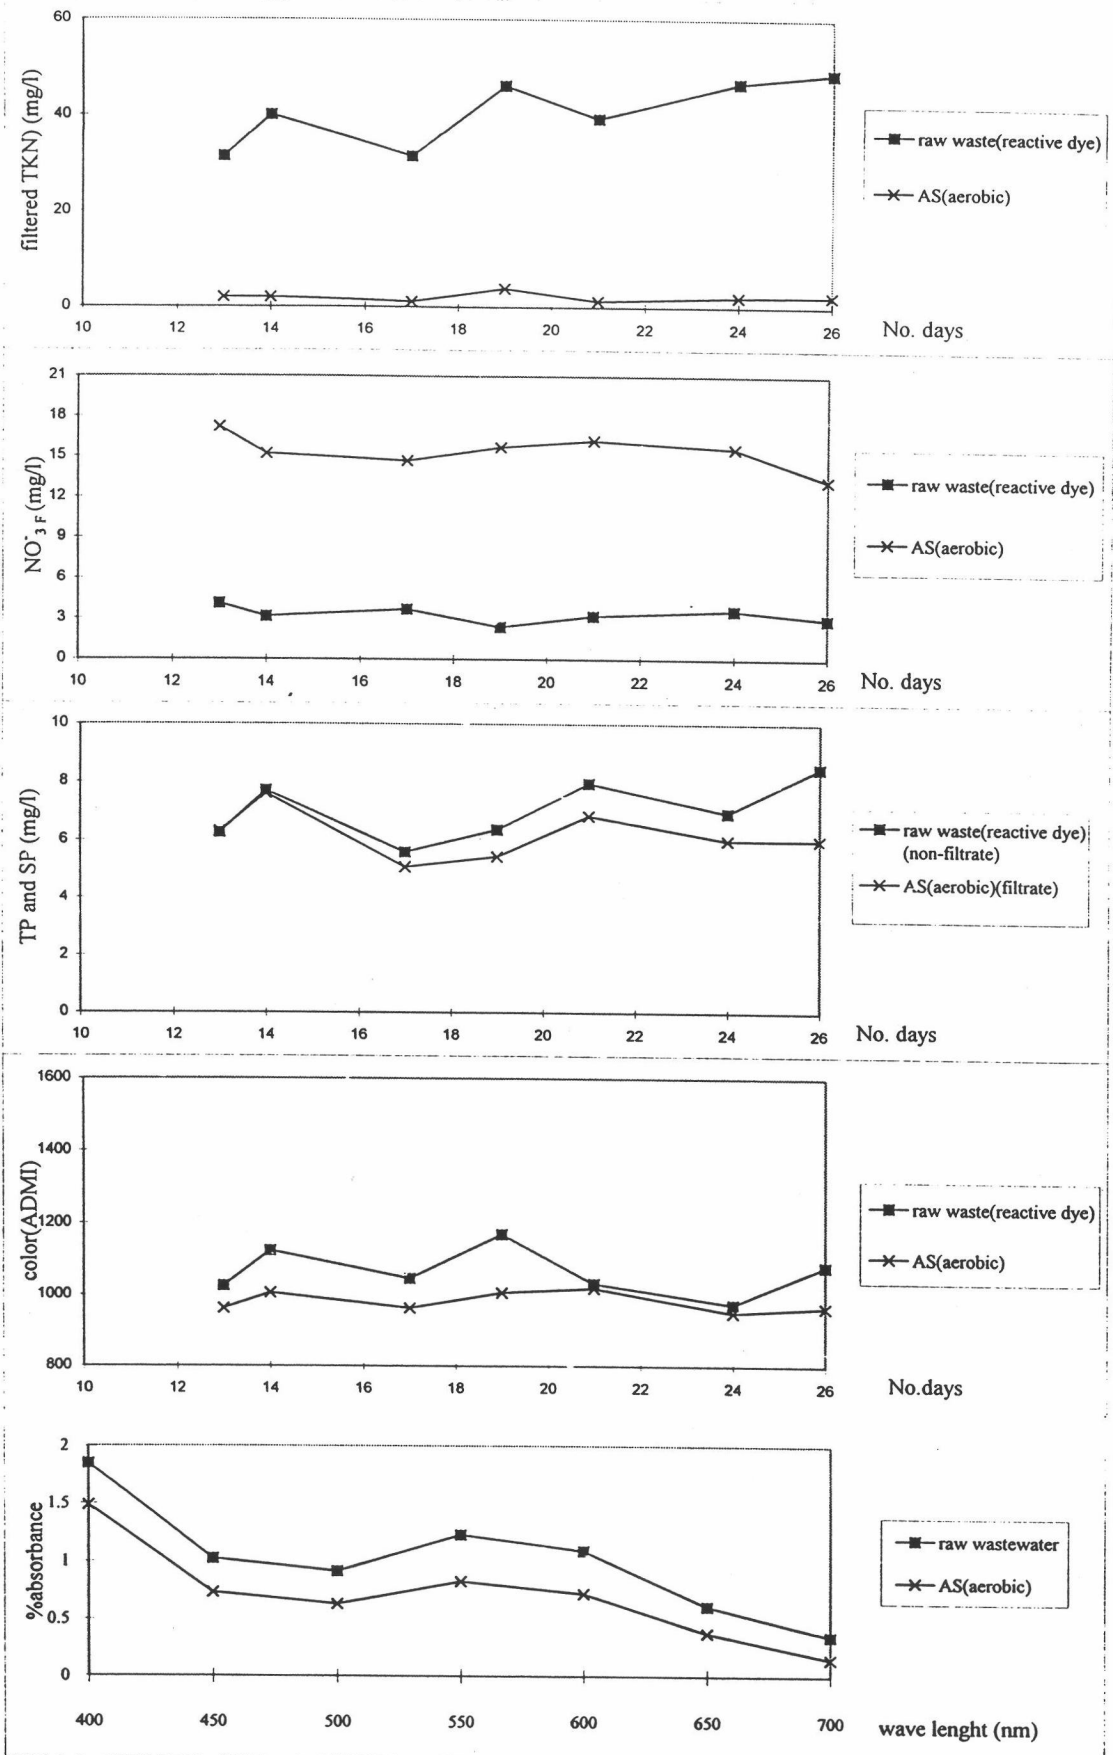 60
40
20
0
filtered TKN) (mg/l)
10 12 14 16 18 20 22 24 26
No. days
raw waste(reactive dye)
AS(aerobic)
21
18
15
12
9
6
3
0
NO⁻₃ F (mg/l)
10 12 14 16 18 20 22 24 26
No. days
raw waste(reactive dye)
AS(aerobic)
10
8
6
4
2
0
TP and SP (mg/l)
10 12 14 16 18 20 22 24 26
No. days
raw waste(reactive dye)
(non-filtrate)
AS(aerobic)(filtrate)
1600
1400
1200
1000
800
color(ADMI)
10 12 14 16 18 20 22 24 26
No.days
raw waste(reactive dye)
AS(aerobic)
2
1.5
1
0.5
0
%absorbance
400 450 500 550 600 650 700
wave lenght (nm)
raw wastewater
AS(aerobic)